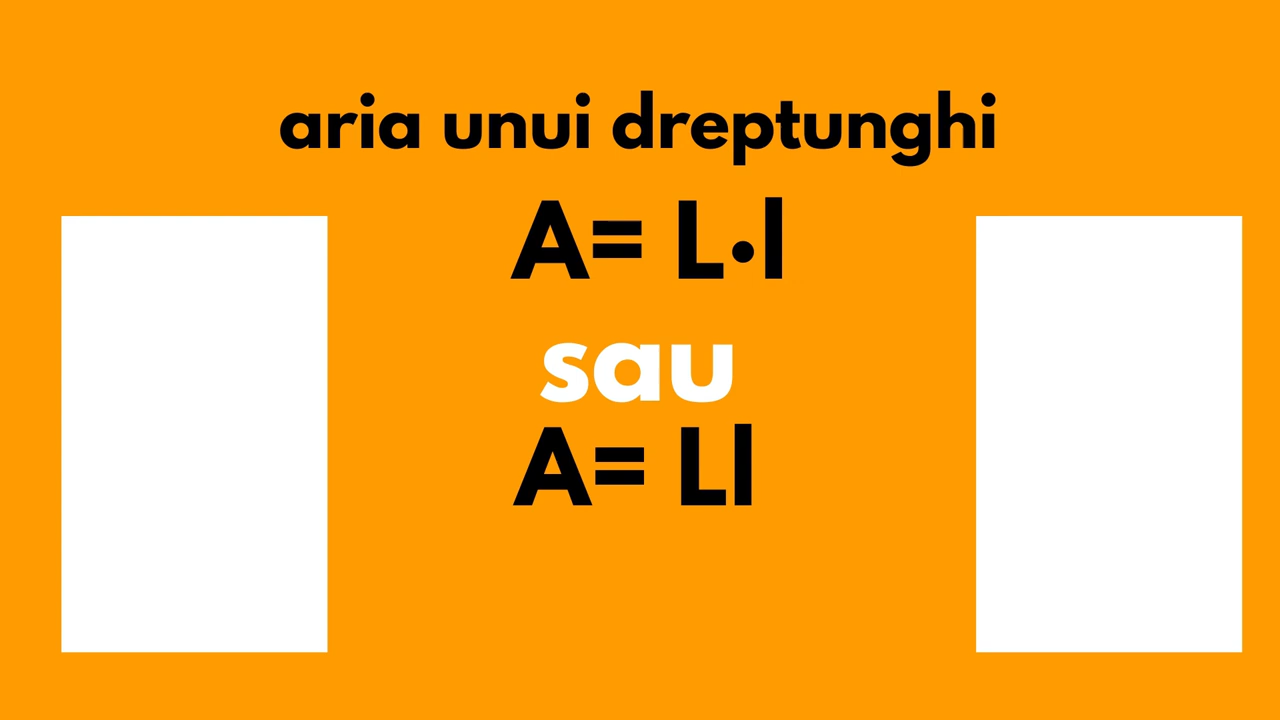 aria unui dreptunghi
A= L•l
sau
A= Ll